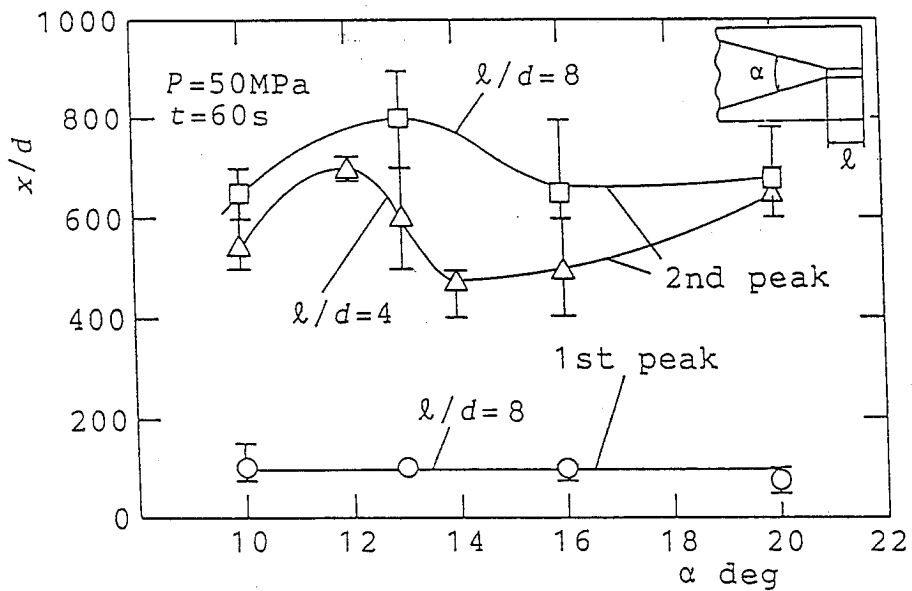 1000
800
600
400
200
0
x/d
P=50MPa
t=60s
ℓ/d=8
α
ℓ
ℓ/d=4
2nd peak
1st peak
ℓ/d=8
10 12 14 16 18 20 22
α deg